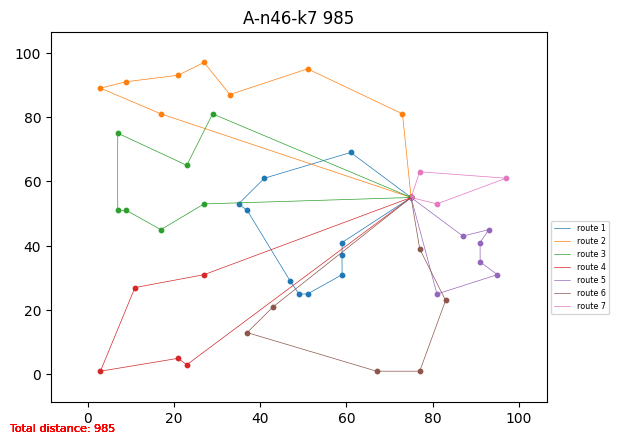 A-n46-k7 985
100
80
60
40
20
0
0 20 40 60 80 100
route 1
route 2
route 3
route 4
route 5
route 6
route 7
Total distance: 985